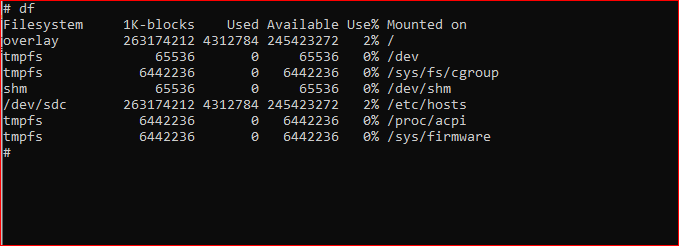 # df
Filesystem     1K-blocks    Used Available Use% Mounted on
overlay        263174212 4312784 245423272   2% /
tmpfs              65536       0     65536   0% /dev
tmpfs            6442236       0   6442236   0% /sys/fs/cgroup
shm                65536       0     65536   0% /dev/shm
/dev/sdc       263174212 4312784 245423272   2% /etc/hosts
tmpfs            6442236       0   6442236   0% /proc/acpi
tmpfs            6442236       0   6442236   0% /sys/firmware
#